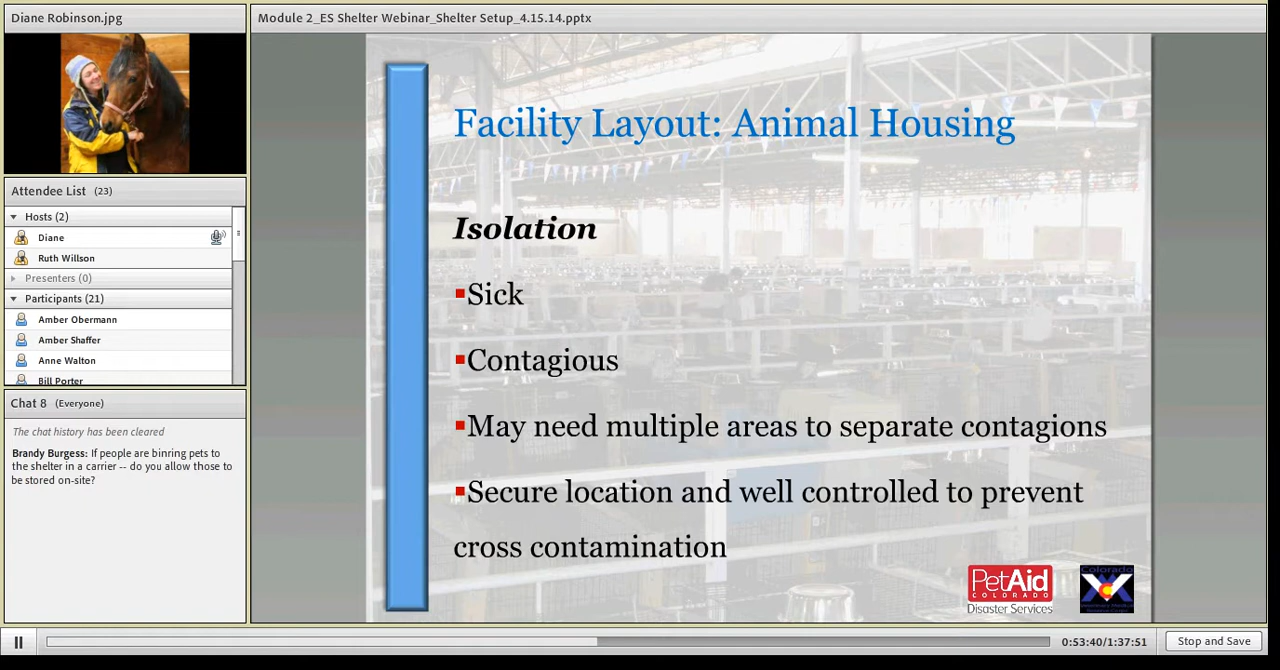 Diane Robinson.jpg
Module 2_ES Shelter Webinar_Shelter Setup_4.15.14.pptx
Attendee List (23)
Hosts (2)
Diane
Ruth Willson
Presenters (0)
Participants (21)
Amber Obermann
Amber Shaffer
Anne Walton
Bill Porter
Chat 8 (Everyone)
The chat history has been cleared
Brandy Burgess: If people are binring pets to
the shelter in a carrier -- do you allow those to
be stored on-site?
Facility Layout: Animal Housing
Isolation
▪Sick
▪Contagious
▪May need multiple areas to separate contagions
▪Secure location and well controlled to prevent
cross contamination
PetAid
COLORADO
Disaster Services
Colorado
0:53:40/1:37:51
Stop and Save